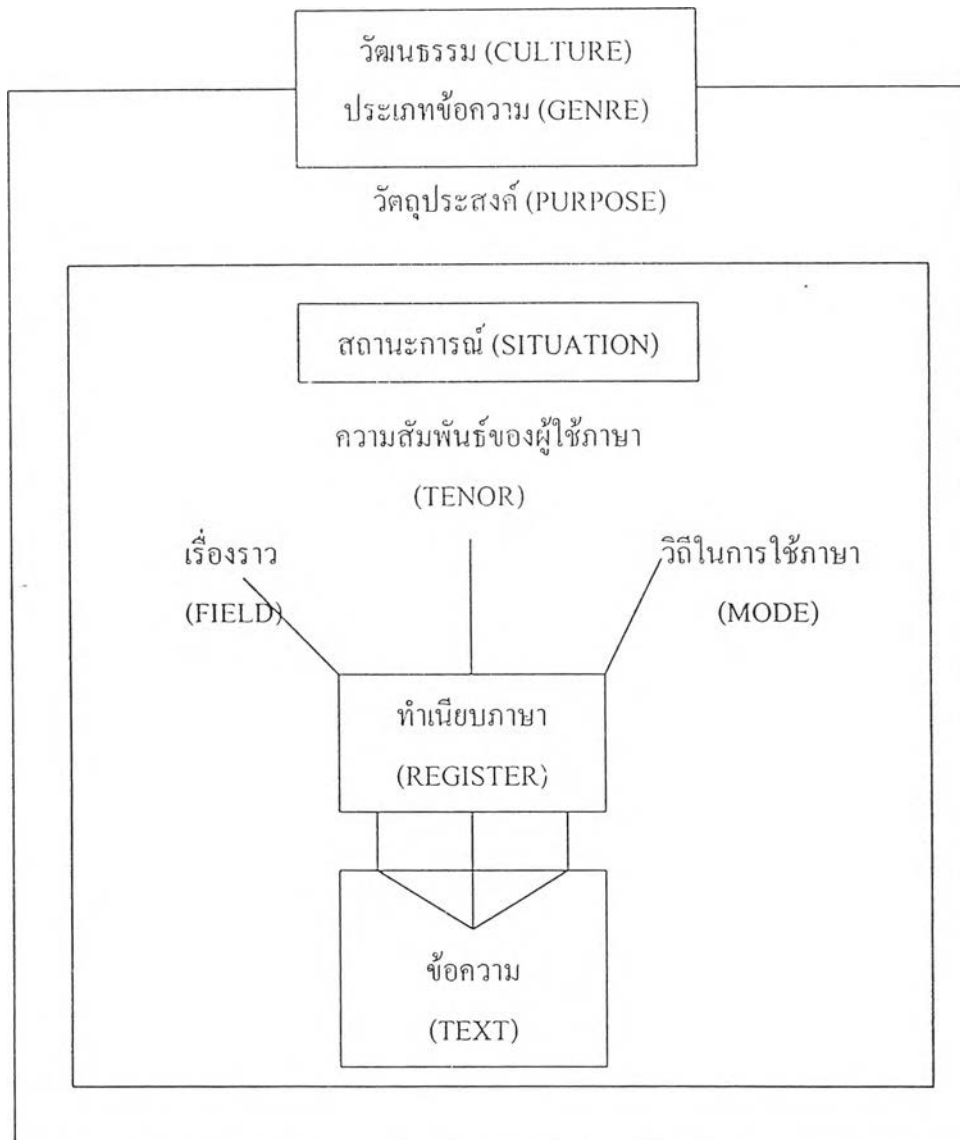 วัฒนธรรม (CULTURE)
ประเภทข้อความ (GENRE)
วัตถุประสงค์ (PURPOSE)
สถานะการณ์ (SITUATION)
ความสัมพันธ์ของผู้ใช้ภาษา
(TENOR)
เรื่องราว
(FIELD)
วิถีในการใช้ภาษา
(MODE)
ทำเนียบภาษา
(REGISTER)
ข้อความ
(TEXT)